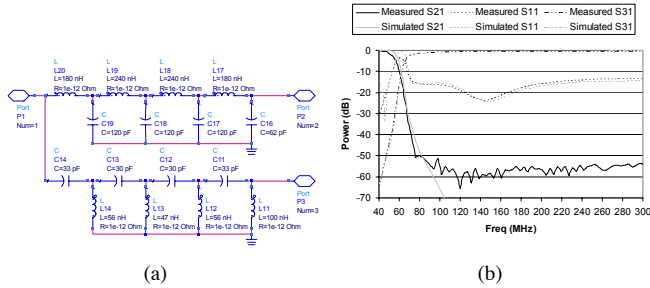 L L L L
L20 L19 L18 L17
L=180 nH L=240 nH L=240 nH L=180 nH
R=1e-12 Ohm R=1e-12 Ohm R=1e-12 Ohm R=1e-12 Ohm
Port
P1
Num=1
C C C C
C19 C18 C17 C16
C=120 pF C=120 pF C=120 pF C=62 pF
Port
P2
Num=2
C C C C
C14 C13 C12 C11
C=33 pF C=30 pF C=30 pF C=33 pF
Port
P3
Num=3
L L L L
L14 L13 L12 L11
L=56 nH L=47 nH L=56 nH L=100 nH
R=1e-12 Ohm R=1e-12 Ohm R=1e-12 Ohm R=1e-12 Ohm
(a)
Measured S21 Measured S11 Measured S31
Simulated S21 Simulated S11 Simulated S31
Power (dB)
0
-10
-20
-30
-40
-50
-60
-70
40 60 80 100 120 140 160 180 200 220 240 260 280 300
Freq (MHz)
(b)